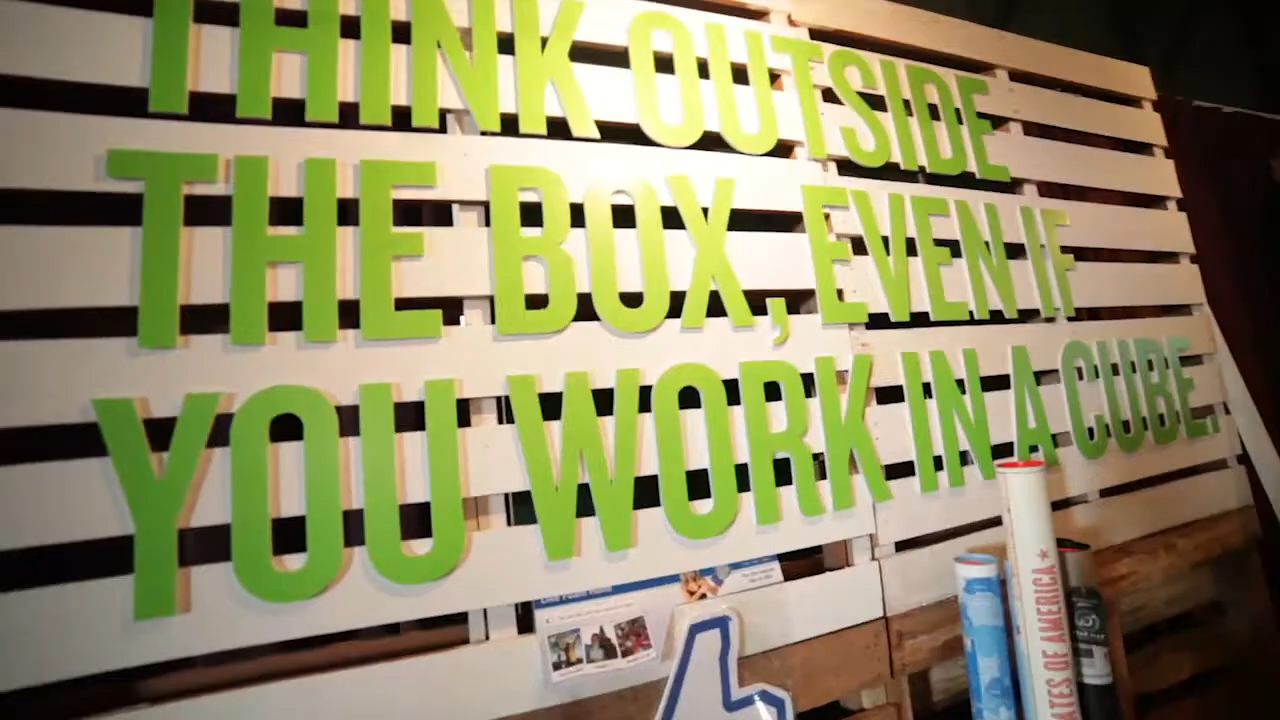 THINK OUTSIDE
THE BOX, EVEN IF
YOU WORK IN A CUBE.
ATES OF AMERICA